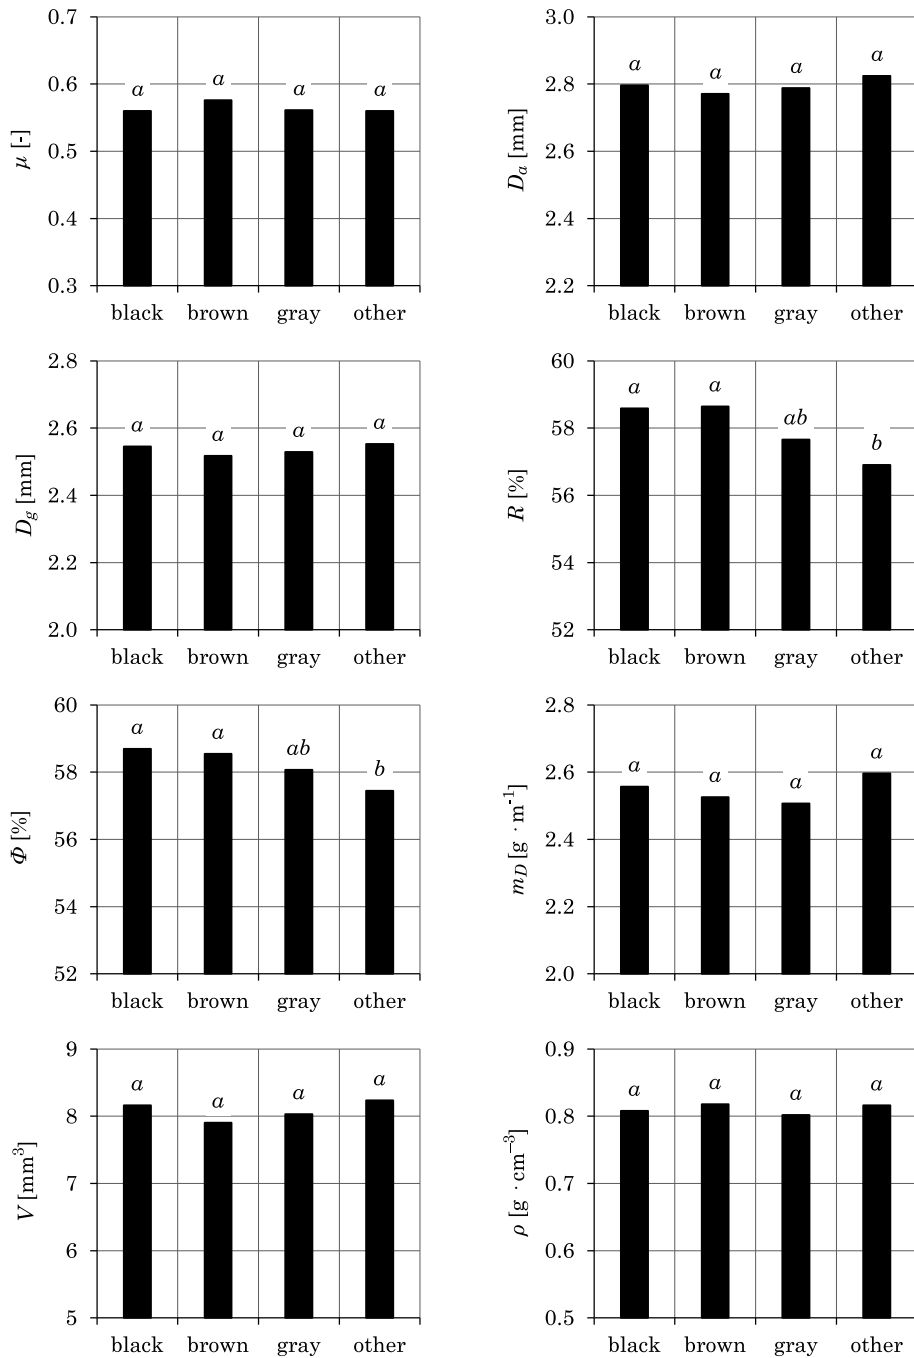 0.7
0.6
0.5
0.4
0.3
μ [-]
a a a a
black brown gray other
3.0
2.8
2.6
2.4
2.2
Dₐ [mm]
a a a a
black brown gray other
2.8
2.6
2.4
2.2
2.0
D_g [mm]
a a a a
black brown gray other
60
58
56
54
52
R [%]
a a ab b
black brown gray other
60
58
56
54
52
Φ [%]
a a ab b
black brown gray other
2.8
2.6
2.4
2.2
2.0
m_D [g · m⁻¹]
a a a a
black brown gray other
9
8
7
6
5
V [mm³]
a a a a
black brown gray other
0.9
0.8
0.7
0.6
0.5
ρ [g · cm⁻³]
a a a a
black brown gray other